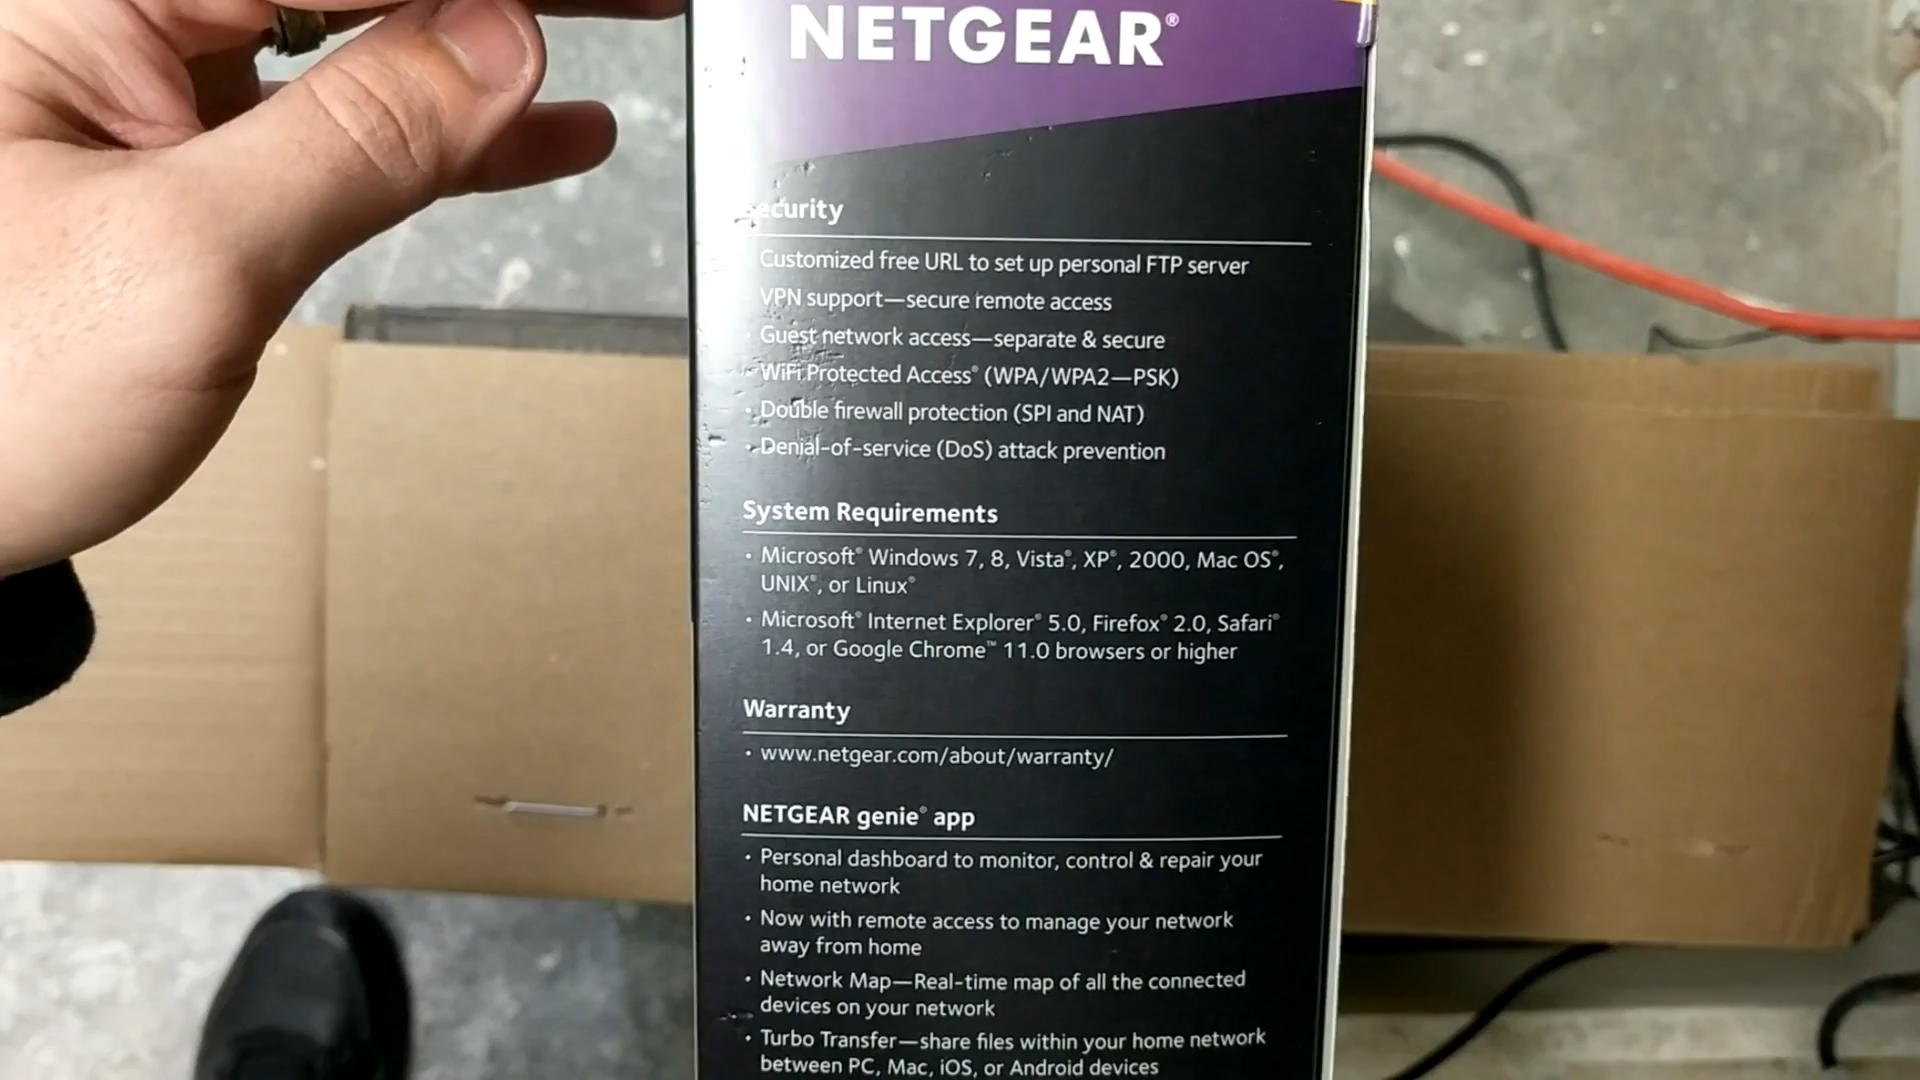 NETGEAR®
Security
Customized free URL to set up personal FTP server
· VPN support—secure remote access
· Guest network access—separate & secure
· WiFi Protected Access® (WPA/WPA2—PSK)
· Double firewall protection (SPI and NAT)
· Denial-of-service (DoS) attack prevention
System Requirements
· Microsoft® Windows 7, 8, Vista®, XP®, 2000, Mac OS®,
UNIX®, or Linux®
· Microsoft® Internet Explorer® 5.0, Firefox® 2.0, Safari®
1.4, or Google Chrome™ 11.0 browsers or higher
Warranty
· www.netgear.com/about/warranty/
NETGEAR genie® app
· Personal dashboard to monitor, control & repair your
home network
· Now with remote access to manage your network
away from home
· Network Map—Real-time map of all the connected
devices on your network
· Turbo Transfer—share files within your home network
between PC, Mac, iOS, or Android devices